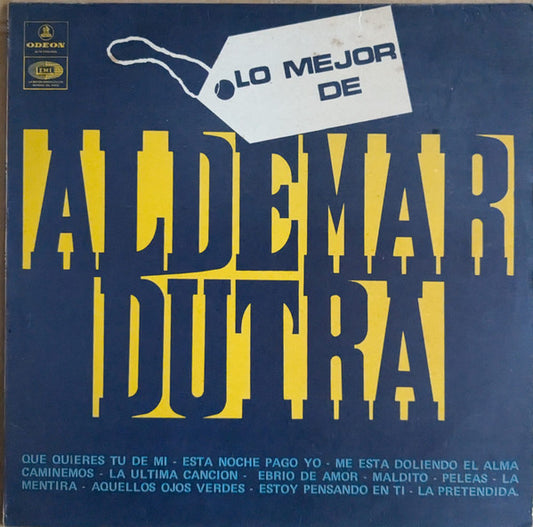 ODEON
EMI
LO MEJOR
DE
ALDEMAR
DUTRA
QUE QUIERES TU DE MI - ESTA NOCHE PAGO YO - ME ESTA DOLIENDO EL ALMA
CAMINEMOS - LA ULTIMA CANCION - EBRIO DE AMOR - MALDITO - PELEAS - LA
MENTIRA - AQUELLOS OJOS VERDES - ESTOY PENSANDO EN TI - LA PRETENDIDA.